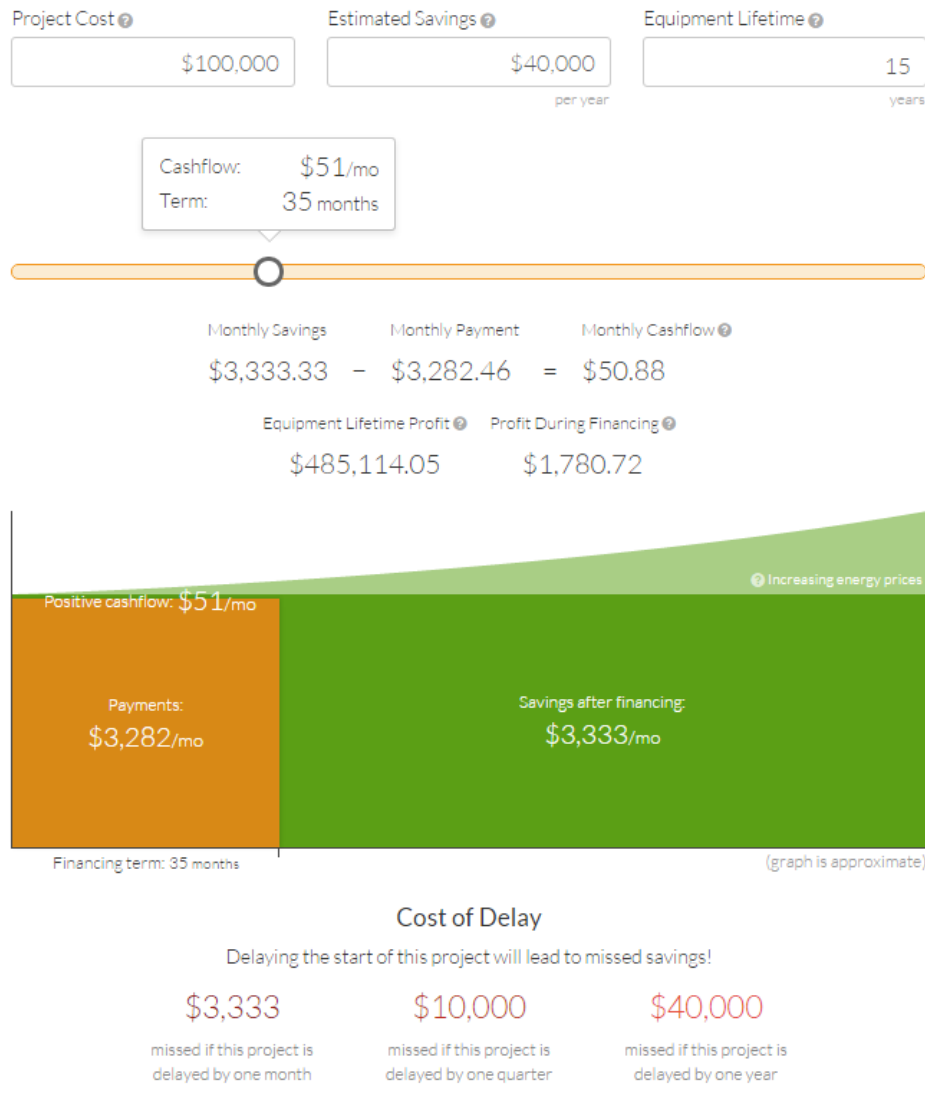 Project Cost Estimated Savings Equipment Lifetime
$100,000 $40,000 15
per year years
Cashflow: $51/mo
Term: 35 months
Monthly Savings Monthly Payment Monthly Cashflow
$3,333.33 – $3,282.46 = $50.88
Equipment Lifetime Profit Profit During Financing
$485,114.05 $1,780.72
Increasing energy prices
Positive cashflow: $51/mo
Payments: Savings after financing:
$3,282/mo $3,333/mo
Financing term: 35 months (graph is approximate)
Cost of Delay
Delaying the start of this project will lead to missed savings!
$3,333 $10,000 $40,000
missed if this project is missed if this project is missed if this project is
delayed by one month delayed by one quarter delayed by one year